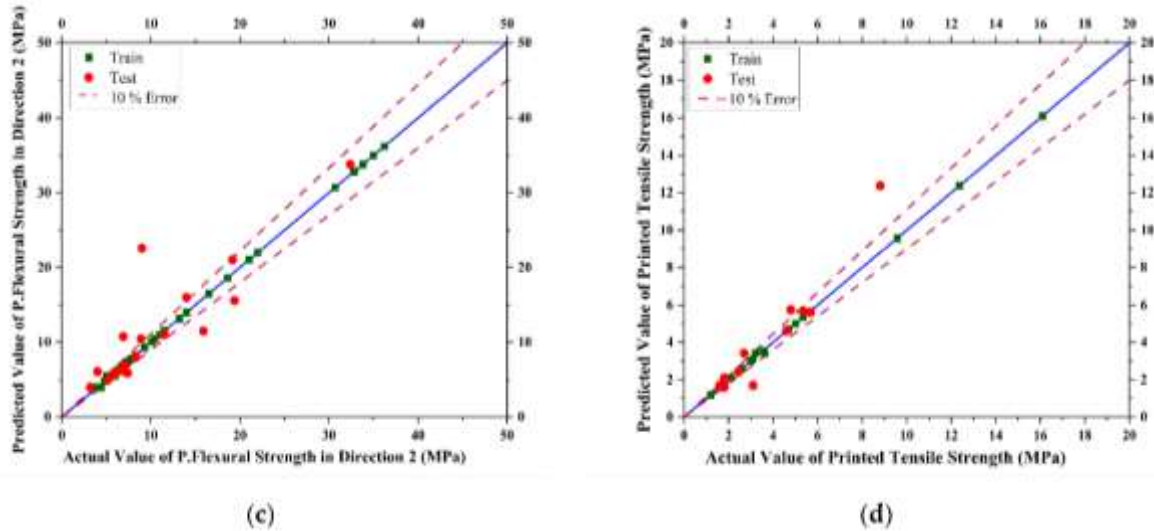 0 10 20 30 40 50
50
40
30
20
10
0
50
40
30
20
10
0
Train
Test
10 % Error
Predicted Value of P.Flexural Strength in Direction 2 (MPa)
0 10 20 30 40 50
Actual Value of P.Flexural Strength in Direction 2 (MPa)
(c)
0 2 4 6 8 10 12 14 16 18 20
20
18
16
14
12
10
8
6
4
2
0
20
18
16
14
12
10
8
6
4
2
0
Train
Test
10 % Error
Predicted Value of Printed Tensile Strength (MPa)
0 2 4 6 8 10 12 14 16 18 20
Actual Value of Printed Tensile Strength (MPa)
(d)